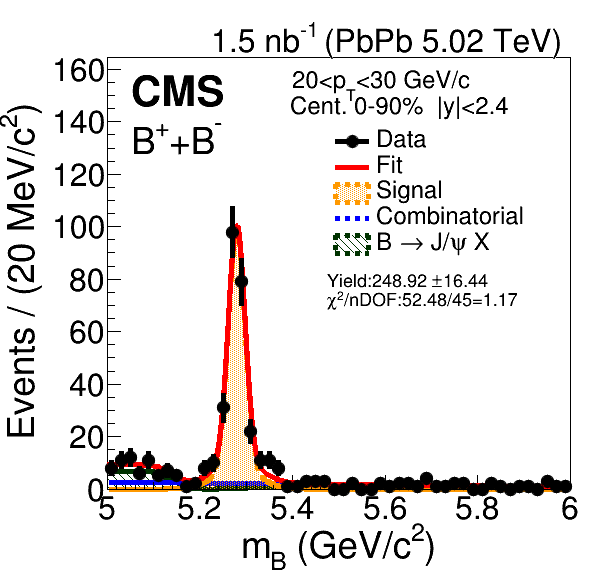 1.5 nb⁻¹ (PbPb 5.02 TeV)
CMS
20<p_T<30 GeV/c
Cent. 0-90% |y|<2.4
B⁺+B⁻
Data
Fit
Signal
Combinatorial
B → J/ψ X
Yield:248.92 ±16.44
χ²/nDOF:52.48/45=1.17
Events / (20 MeV/c²)
160
140
120
100
80
60
40
20
0
5 5.2 5.4 5.6 5.8 6
m_B (GeV/c²)